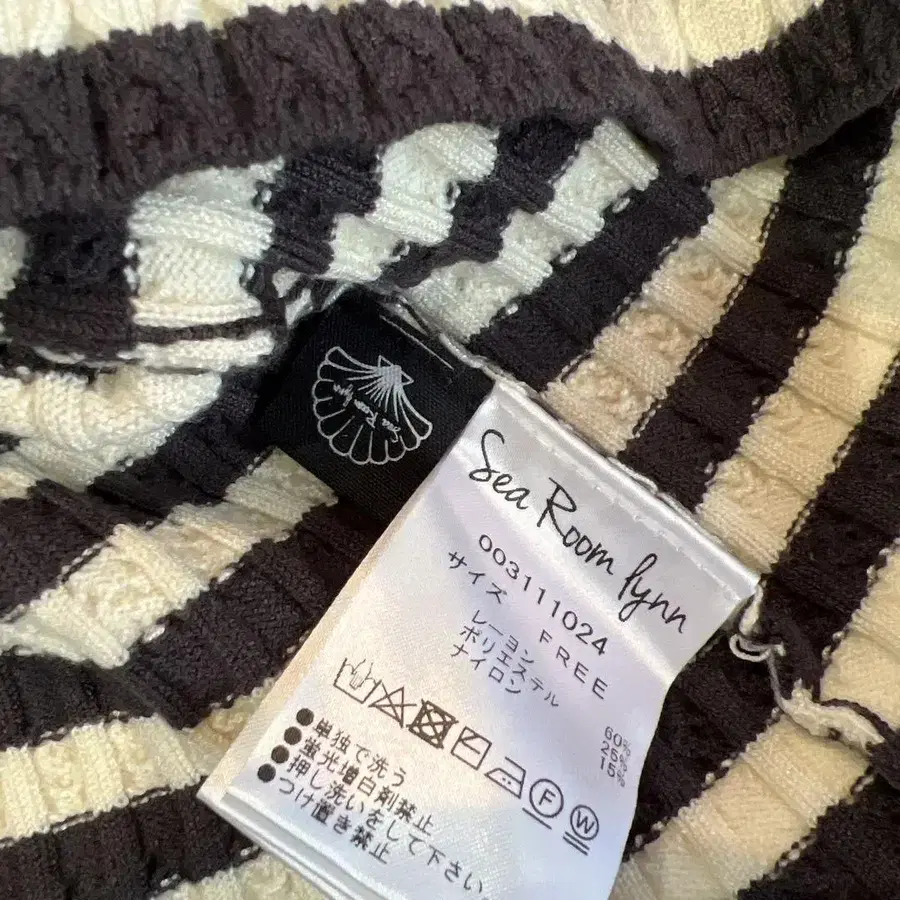 Sea Room lynn
Sea Room lynn
003111024
サイズ FREE
レーヨン 60%
ポリエステル 25%
ナイロン 15%
F W
●単独で洗う
●蛍光増白剤禁止
●押し洗いをして下さい
●つけ置き禁止